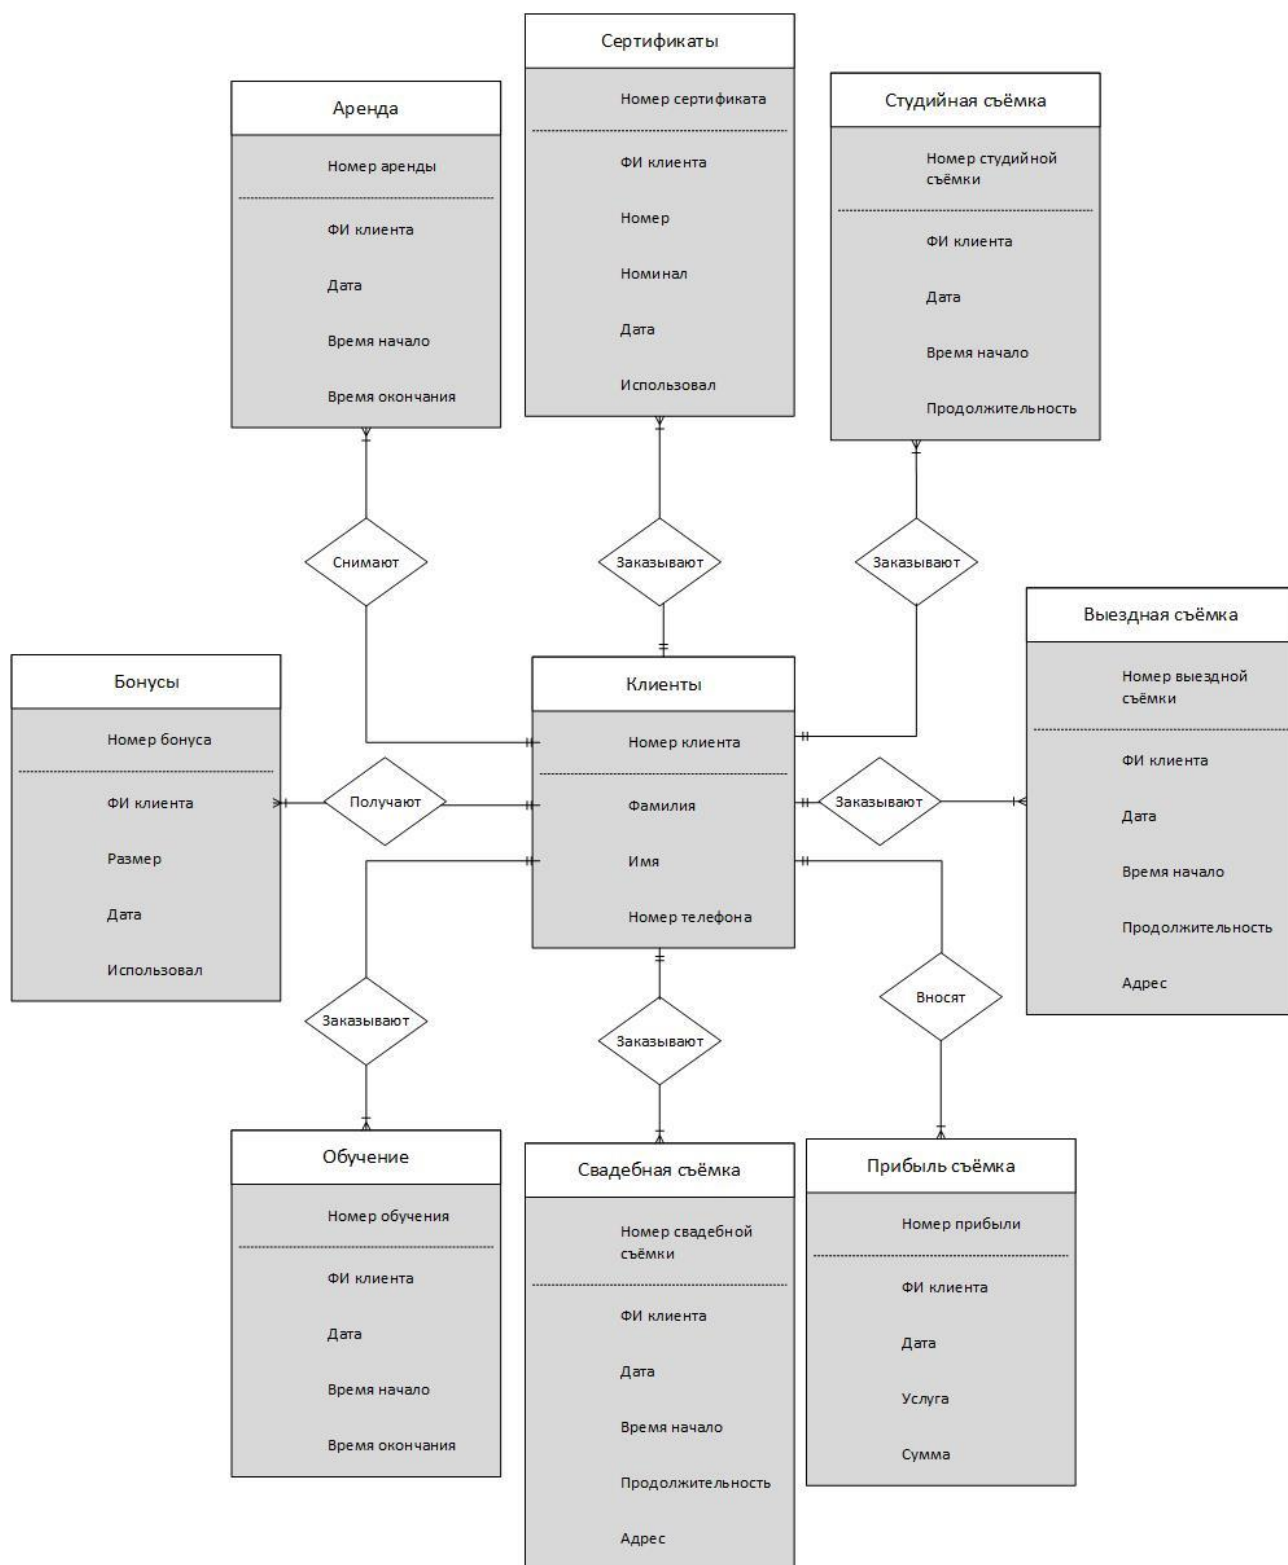 Сертификаты
Номер сертификата
ФИ клиента
Номер
Номинал
Дата
Использовал
Аренда
Номер аренды
ФИ клиента
Дата
Время начало
Время окончания
Студийная съёмка
Номер студийной
съёмки
ФИ клиента
Дата
Время начало
Продолжительность
Снимают
Заказывают
Заказывают
Бонусы
Номер бонуса
ФИ клиента
Размер
Дата
Использовал
Получают
Клиенты
Номер клиента
Фамилия
Имя
Номер телефона
Заказывают
Выездная съёмка
Номер выездной
съёмки
ФИ клиента
Дата
Время начало
Продолжительность
Адрес
Заказывают
Заказывают
Вносят
Обучение
Номер обучения
ФИ клиента
Дата
Время начало
Время окончания
Свадебная съёмка
Номер свадебной
съёмки
ФИ клиента
Дата
Время начало
Продолжительность
Адрес
Прибыль съёмка
Номер прибыли
ФИ клиента
Дата
Услуга
Сумма